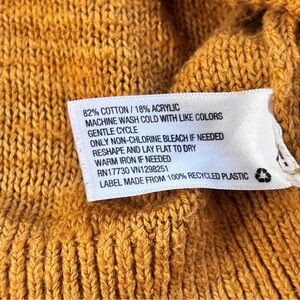 82% COTTON / 18% ACRYLIC
MACHINE WASH COLD WITH LIKE COLORS
GENTLE CYCLE
ONLY NON-CHLORINE BLEACH IF NEEDED
RESHAPE AND LAY FLAT TO DRY
WARM IRON IF NEEDED
RN17730 VN1298251
LABEL MADE FROM 100% RECYCLED PLASTIC